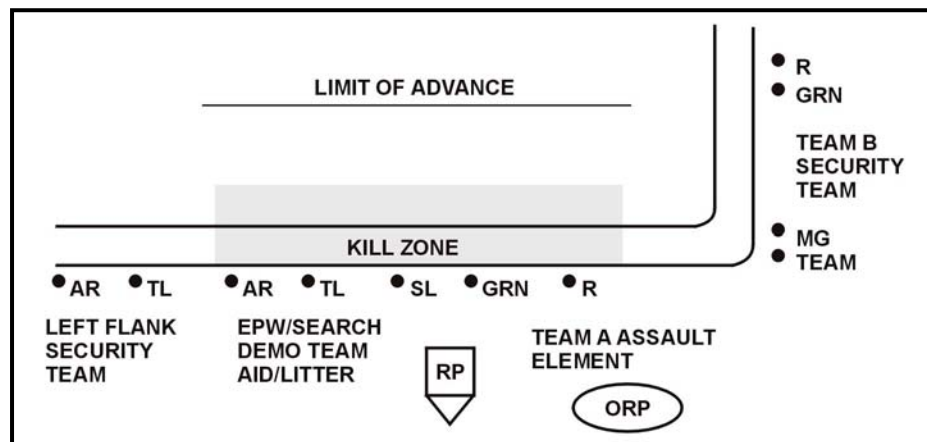 LIMIT OF ADVANCE
R
GRN
TEAM B
SECURITY
TEAM
MG
TEAM
KILL ZONE
AR
TL
AR
TL
SL
GRN
R
LEFT FLANK
SECURITY
TEAM
EPW/SEARCH
DEMO TEAM
AID/LITTER
RP
TEAM A ASSAULT
ELEMENT
ORP